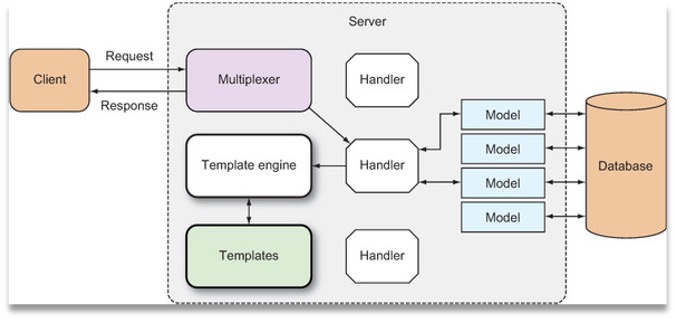 Server
Request
Client
Multiplexer
Handler
Response
Model
Model
Template engine
Handler
Database
Model
Model
Templates
Handler